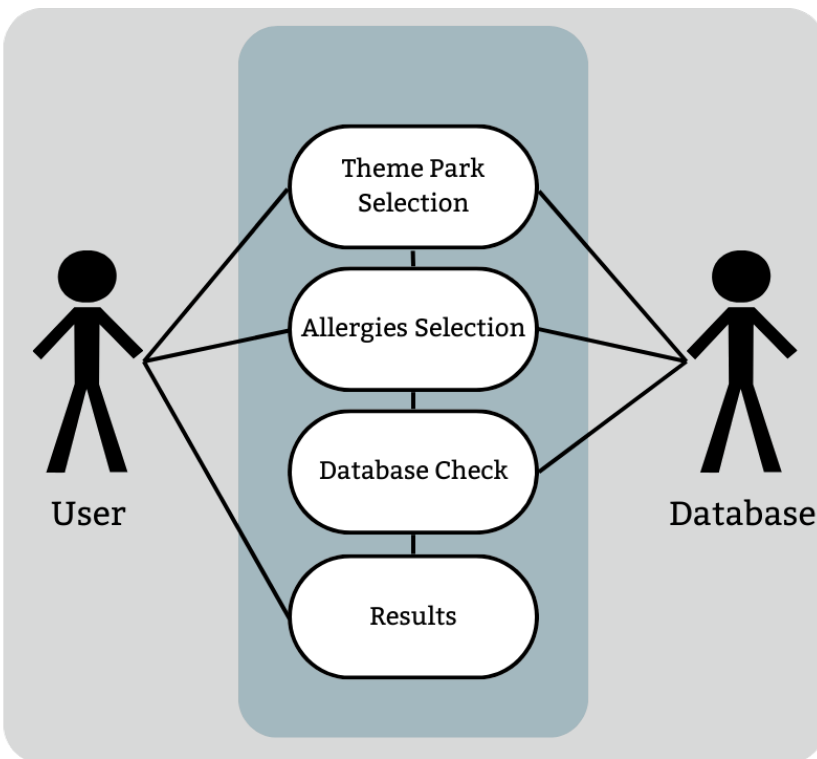 Theme Park
Selection
Allergies Selection
Database Check
User
Database
Results